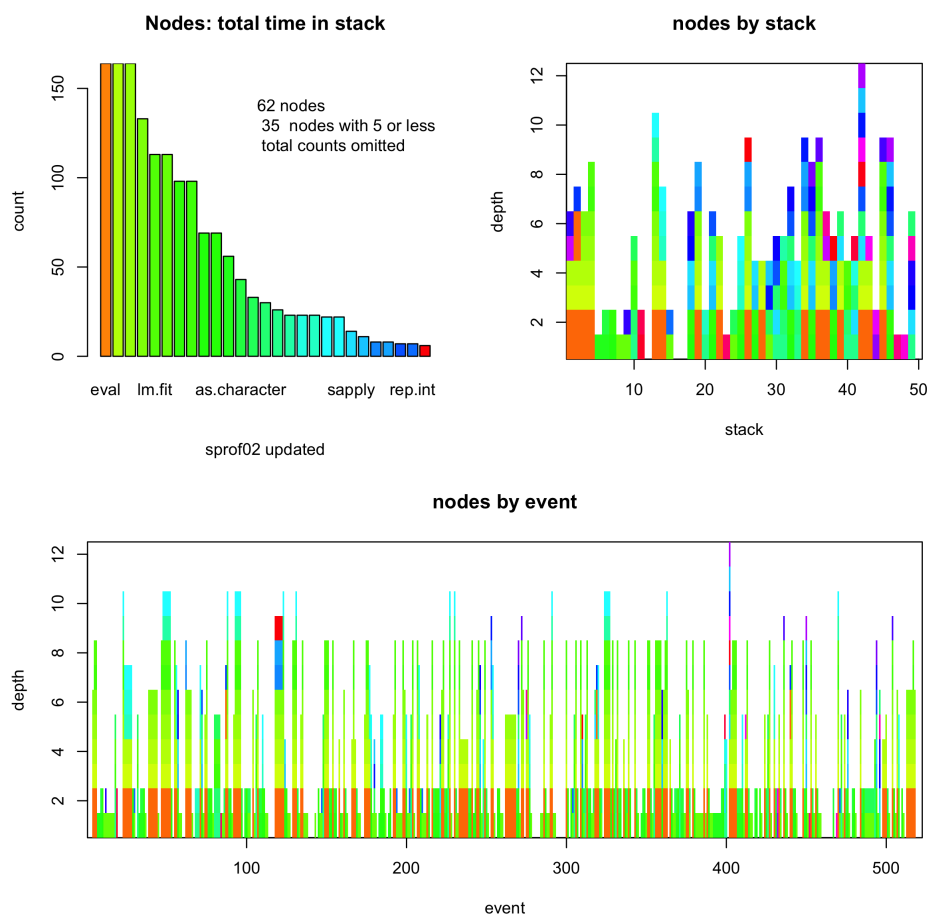 Nodes: total time in stack
150
100
50
0
count
62 nodes
35 nodes with 5 or less
total counts omitted
eval lm.fit as.character sapply rep.int
sprof02 updated
nodes by stack
12
10
8
6
4
2
depth
10 20 30 40 50
stack
nodes by event
12
10
8
6
4
2
depth
100 200 300 400 500
event